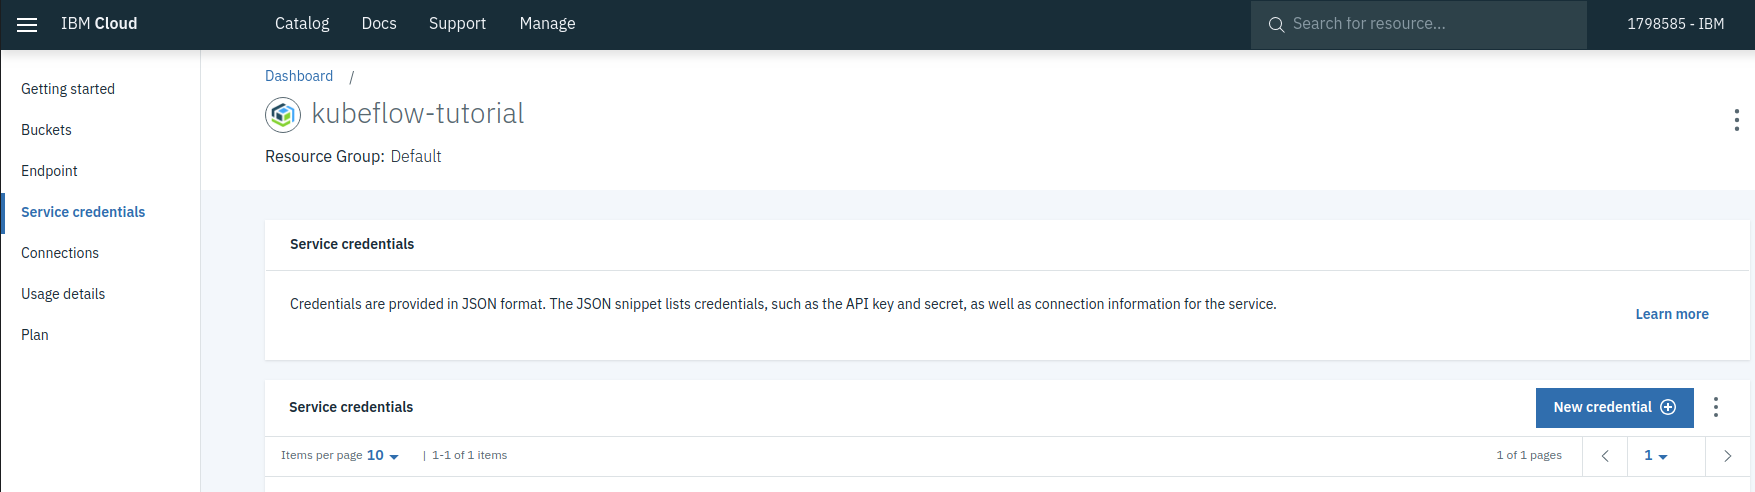 IBM Cloud Catalog Docs Support Manage Search for resource... 1798585 - IBM
Getting started
Buckets
Endpoint
Service credentials
Connections
Usage details
Plan
Dashboard /
kubeflow-tutorial
Resource Group: Default
Service credentials
Credentials are provided in JSON format. The JSON snippet lists credentials, such as the API key and secret, as well as connection information for the service.
Learn more
Service credentials New credential
Items per page 10 | 1-1 of 1 items 1 of 1 pages 1